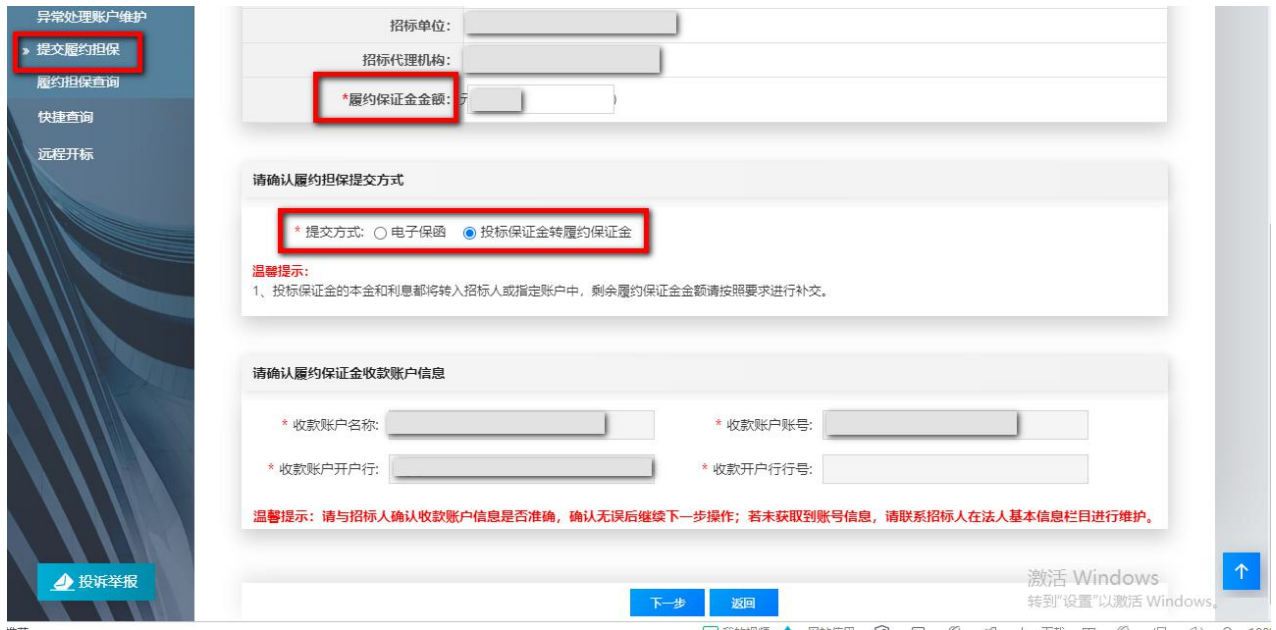 异常处理账户维护
» 提交履约担保
履约担保查询
快捷查询
远程开标
投诉举报
招标单位:
招标代理机构:
*履约保证金金额: )
请确认履约担保提交方式
* 提交方式: 电子保函 投标保证金转履约保证金
温馨提示:
1、投标保证金的本金和利息都将转入招标人或指定账户中，剩余履约保证金金额请按照要求进行补交。
请确认履约保证金收款账户信息
* 收款账户名称: * 收款账户账号:
* 收款账户开户行: * 收款开户行行号:
温馨提示：请与招标人确认收款账户信息是否准确，确认无误后继续下一步操作；若未获取到账号信息，请联系招标人在法人基本信息栏目进行维护。
下一步 返回
激活 Windows
转到"设置"以激活 Windows。